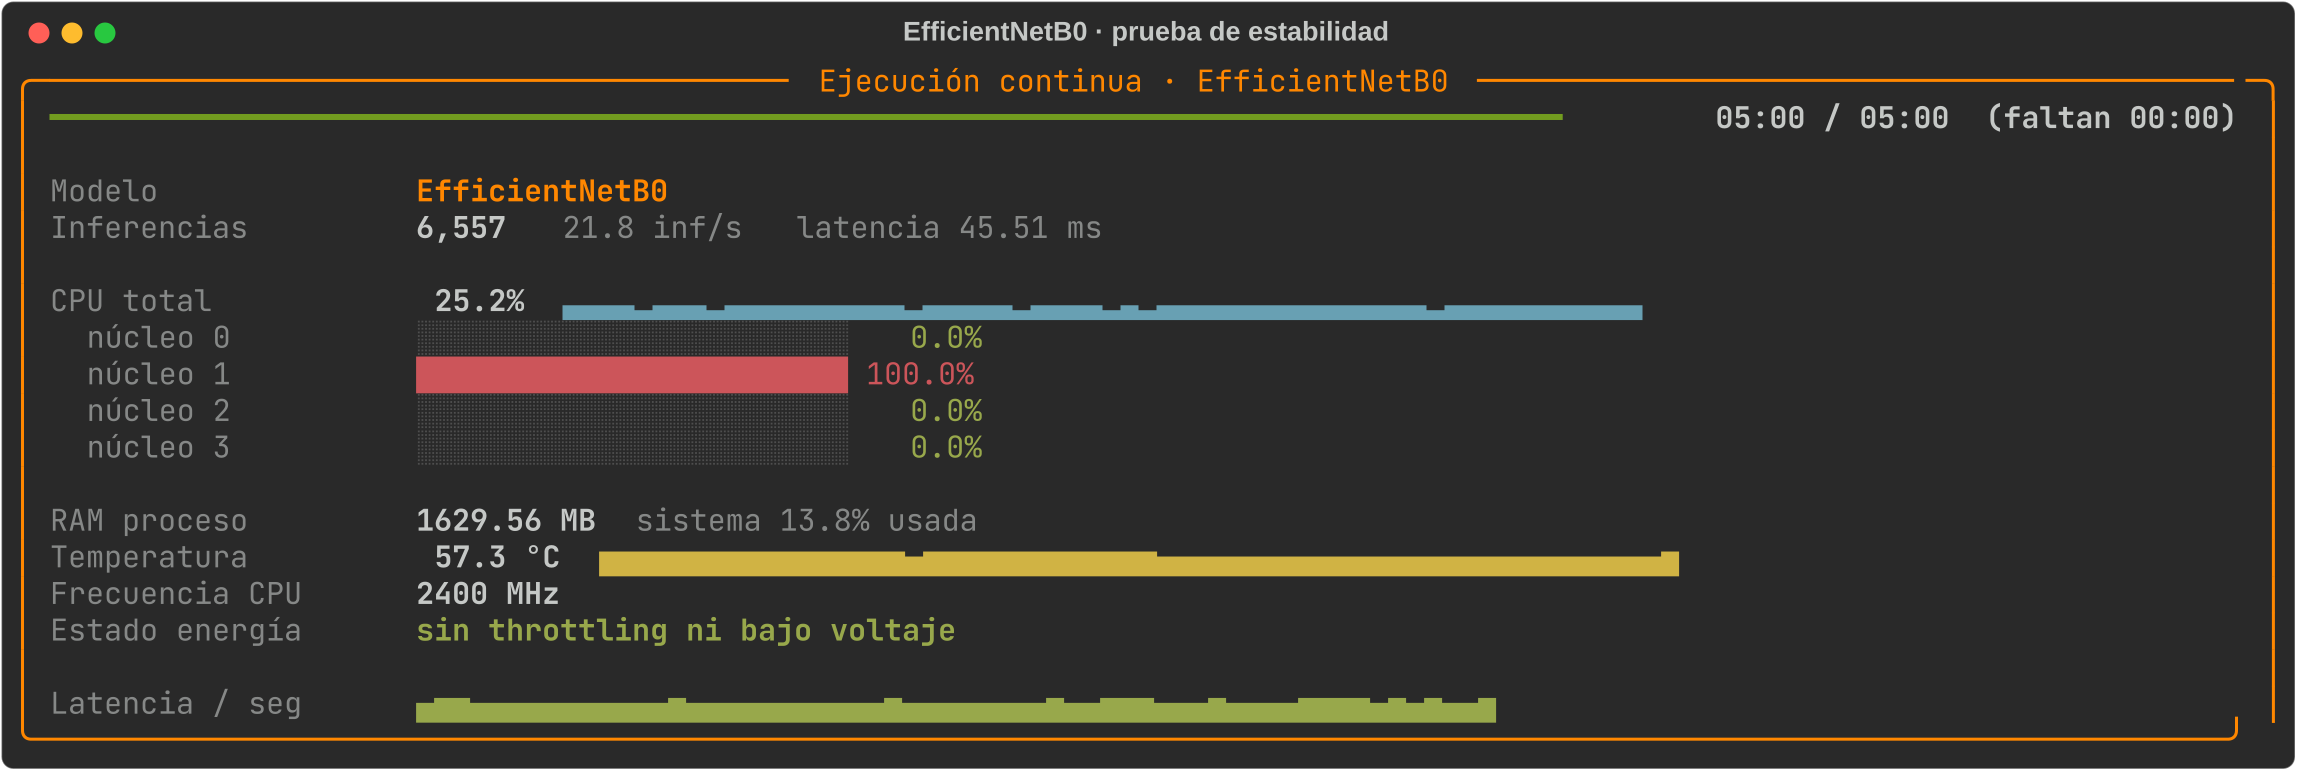 EfficientNetB0 · prueba de estabilidad
Ejecución continua · EfficientNetB0
05:00 / 05:00 (faltan 00:00)
Modelo EfficientNetB0
Inferencias 6,557 21.8 inf/s latencia 45.51 ms
CPU total 25.2%
núcleo 0 0.0%
núcleo 1 100.0%
núcleo 2 0.0%
núcleo 3 0.0%
RAM proceso 1629.56 MB sistema 13.8% usada
Temperatura 57.3 °C
Frecuencia CPU 2400 MHz
Estado energía sin throttling ni bajo voltaje
Latencia / seg